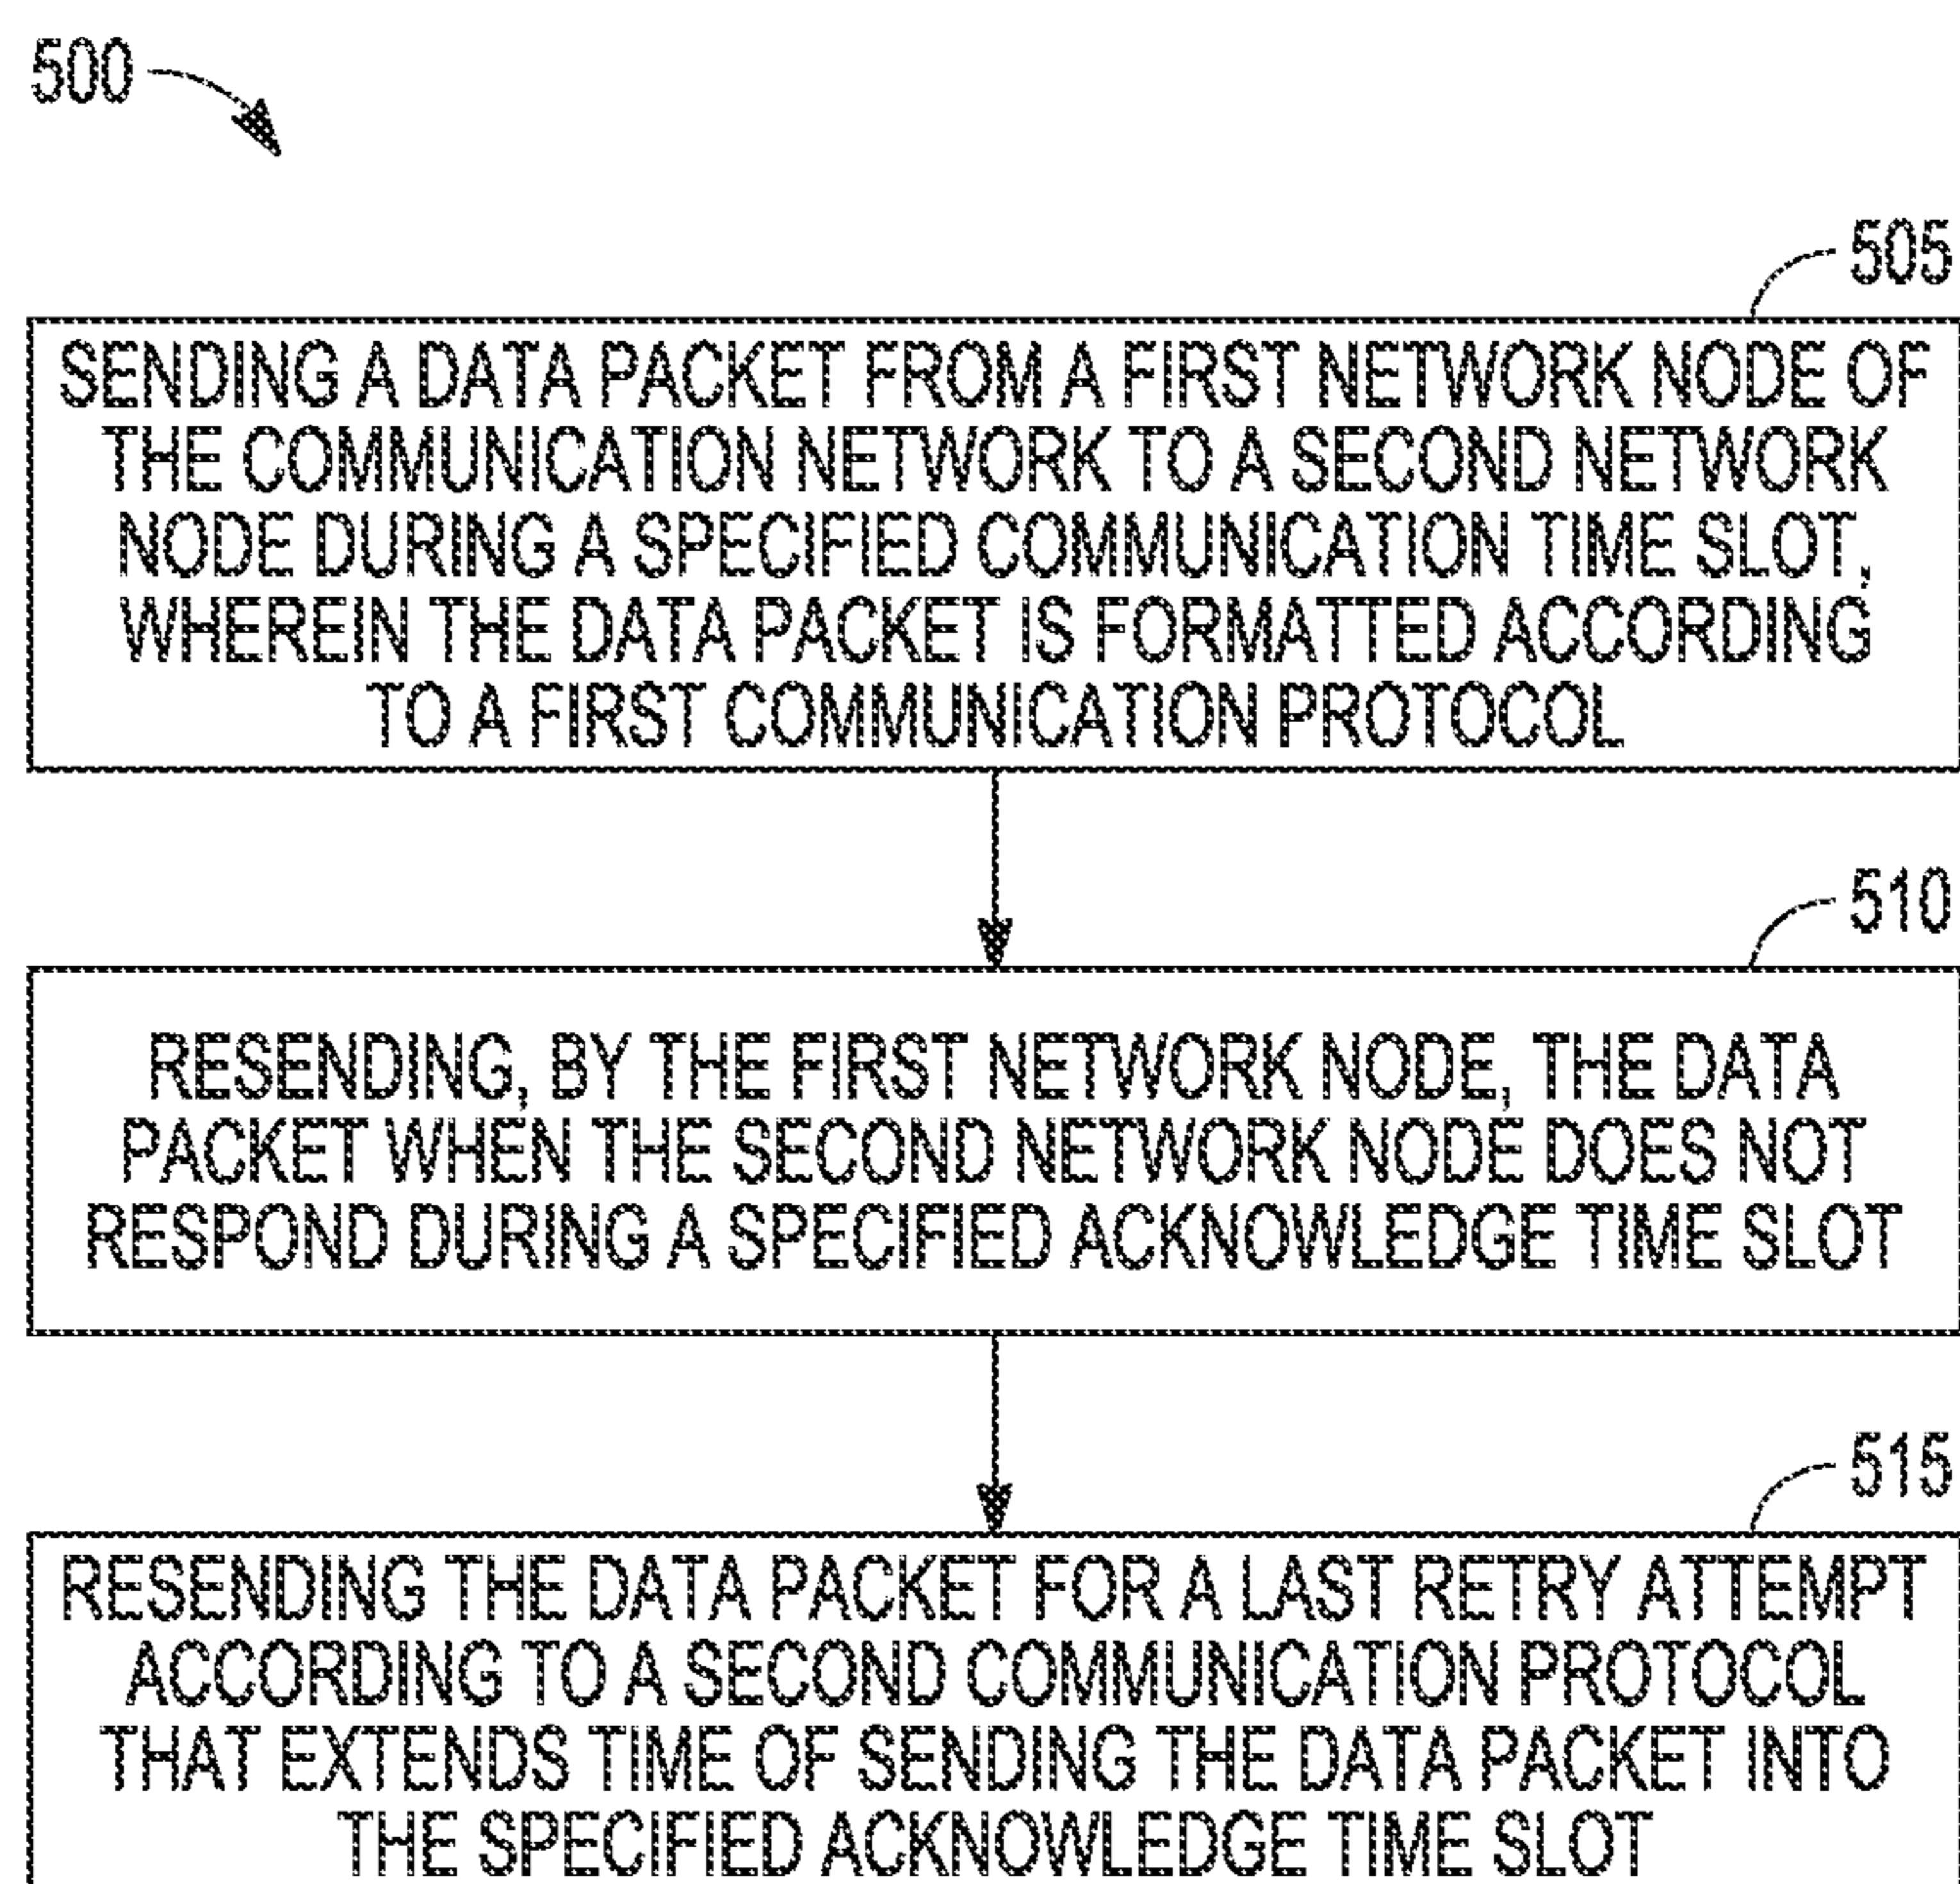 500
505
SENDING A DATA PACKET FROM A FIRST NETWORK NODE OF
THE COMMUNICATION NETWORK TO A SECOND NETWORK
NODE DURING A SPECIFIED COMMUNICATION TIME SLOT,
WHEREIN THE DATA PACKET IS FORMATTED ACCORDING
TO A FIRST COMMUNICATION PROTOCOL
510
RESENDING, BY THE FIRST NETWORK NODE, THE DATA
PACKET WHEN THE SECOND NETWORK NODE DOES NOT
RESPOND DURING A SPECIFIED ACKNOWLEDGE TIME SLOT
515
RESENDING THE DATA PACKET FOR A LAST RETRY ATTEMPT
ACCORDING TO A SECOND COMMUNICATION PROTOCOL
THAT EXTENDS TIME OF SENDING THE DATA PACKET INTO
THE SPECIFIED ACKNOWLEDGE TIME SLOT